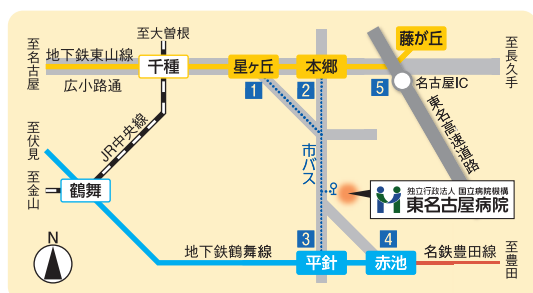 至大曽根
藤が丘
至名古屋
地下鉄東山線
千種
星ヶ丘
本郷
至長久手
広小路通
1
2
5
名古屋IC
東名高速道路
至伏見
JR中央線
市バス
至金山
鶴舞
独立行政法人 国立病院機構
東名古屋病院
N
3
4
地下鉄鶴舞線
平針
赤池
名鉄豊田線
至豊田